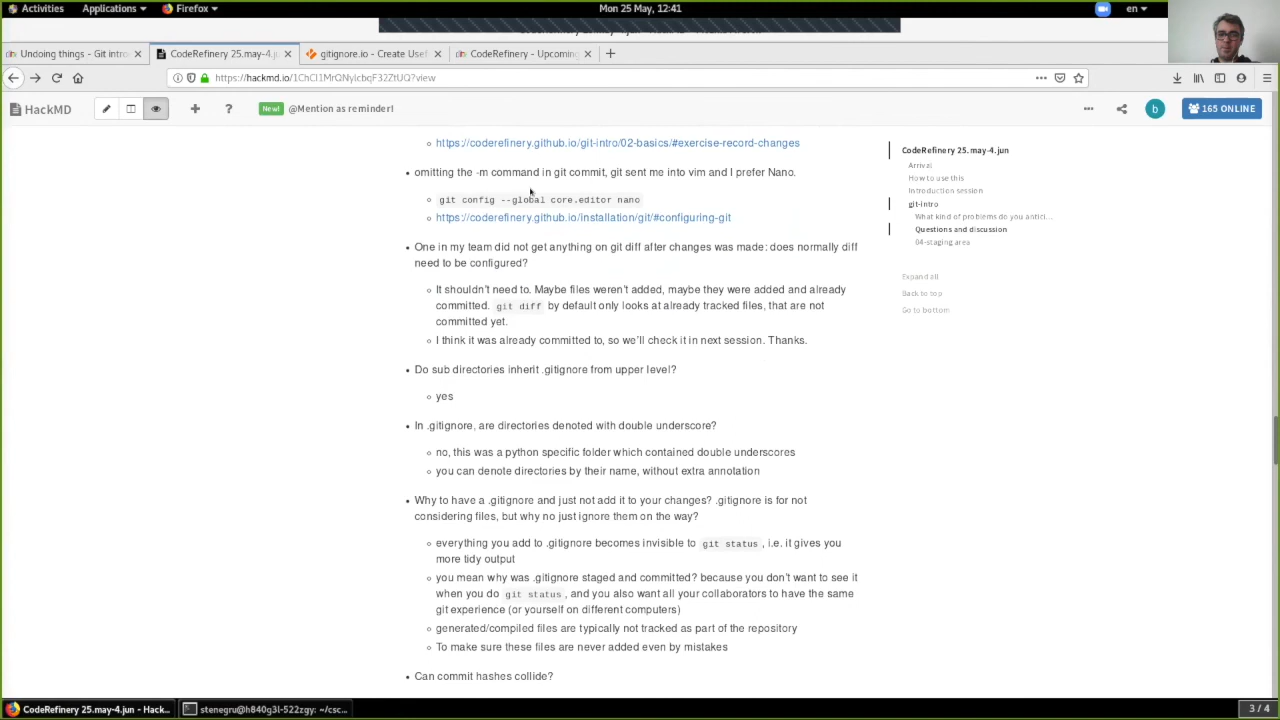 Activities Applications Firefox Mon 25 May, 12:41 en
Undoing things - Git intro CodeRefinery 25.may-4.ju gitignore.io - Create Usef CodeRefinery - Upcoming
https://hackmd.io/1ChCl1MrQNylcbqF32ZtUQ?view
HackMD New! @Mention as reminder! b 165 ONLINE
https://coderefinery.github.io/git-intro/02-basics/#exercise-record-changes
omitting the -m command in git commit, git sent me into vim and I prefer Nano.
git config --global core.editor nano
https://coderefinery.github.io/installation/git/#configuring-git
One in my team did not get anything on git diff after changes was made: does normally diff
need to be configured?
It shouldn't need to. Maybe files weren't added, maybe they were added and already
committed. git diff by default only looks at already tracked files, that are not
committed yet.
I think it was already committed to, so we'll check it in next session. Thanks.
Do sub directories inherit .gitignore from upper level?
yes
In .gitignore, are directories denoted with double underscore?
no, this was a python specific folder which contained double underscores
you can denote directories by their name, without extra annotation
Why to have a .gitignore and just not add it to your changes? .gitignore is for not
considering files, but why no just ignore them on the way?
everything you add to .gitignore becomes invisible to git status, i.e. it gives you
more tidy output
you mean why was .gitignore staged and committed? because you don't want to see it
when you do git status, and you also want all your collaborators to have the same
git experience (or yourself on different computers)
generated/compiled files are typically not tracked as part of the repository
To make sure these files are never added even by mistakes
Can commit hashes collide?
CodeRefinery 25.may-4.jun
Arrival
How to use this
Introduction session
git-intro
What kind of problems do you antici...
Questions and discussion
04-staging area
Expand all
Back to top
Go to bottom
CodeRefinery 25.may-4.jun - Hack... stenegru@h840g3l-522zgy: ~/csc... 3 / 4